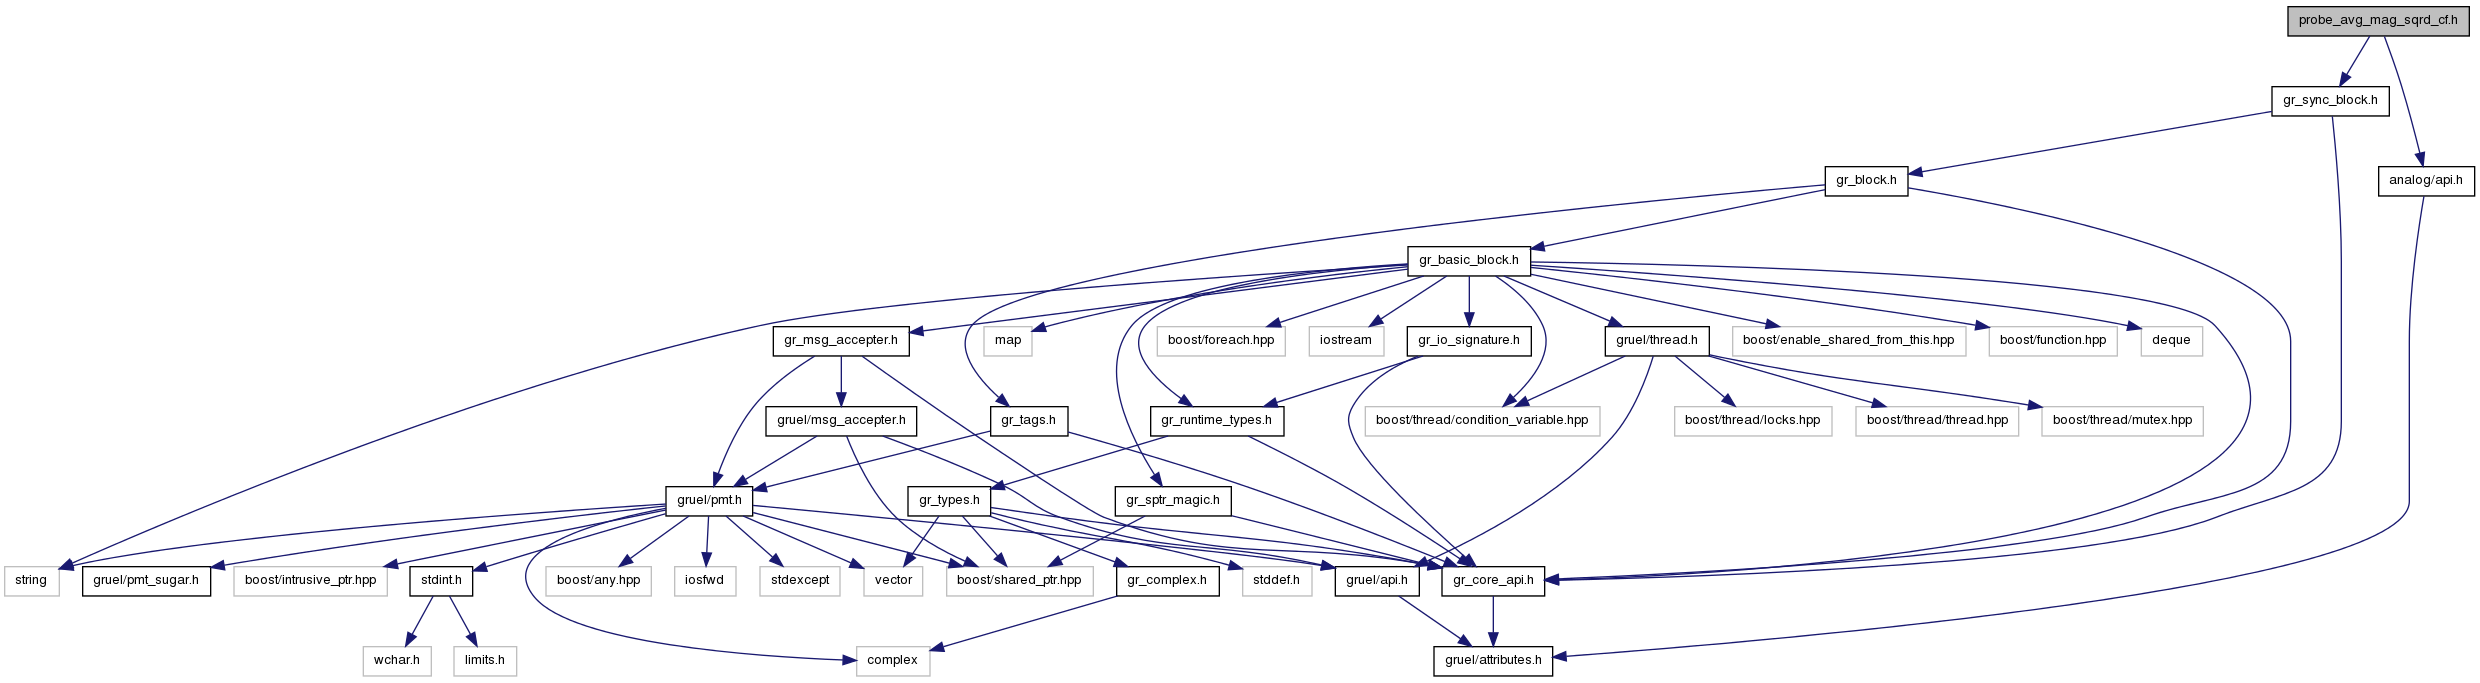 probe_avg_mag_sqrd_cf.h
gr_sync_block.h
gr_block.h
analog/api.h
gr_basic_block.h
gr_msg_accepter.h
map
boost/foreach.hpp
iostream
gr_io_signature.h
gruel/thread.h
boost/enable_shared_from_this.hpp
boost/function.hpp
deque
gruel/msg_accepter.h
gr_tags.h
gr_runtime_types.h
boost/thread/condition_variable.hpp
boost/thread/locks.hpp
boost/thread/thread.hpp
boost/thread/mutex.hpp
gruel/pmt.h
gr_types.h
gr_sptr_magic.h
string
gruel/pmt_sugar.h
boost/intrusive_ptr.hpp
stdint.h
boost/any.hpp
iosfwd
stdexcept
vector
boost/shared_ptr.hpp
gr_complex.h
stddef.h
gruel/api.h
gr_core_api.h
wchar.h
limits.h
complex
gruel/attributes.h